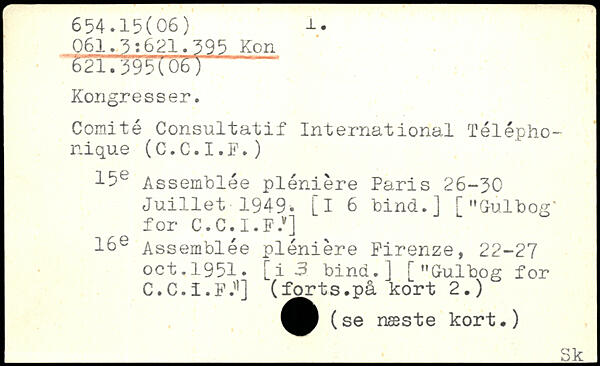 654.15(06) 1.
061.3:621.395 Kon
621.395(06)
Kongresser.
Comité Consultatif International Télépho-
nique (C.C.I.F.)
15e Assemblée plénière Paris 26-30
Juillet 1949. [I 6 bind.] ["Gulbog
for C.C.I.F."]
16e Assemblée plénière Firenze, 22-27
oct.1951. [i 3 bind.] ["Gulbog for
C.C.I.F."] (forts.på kort 2.)
(se næste kort.)
Sk